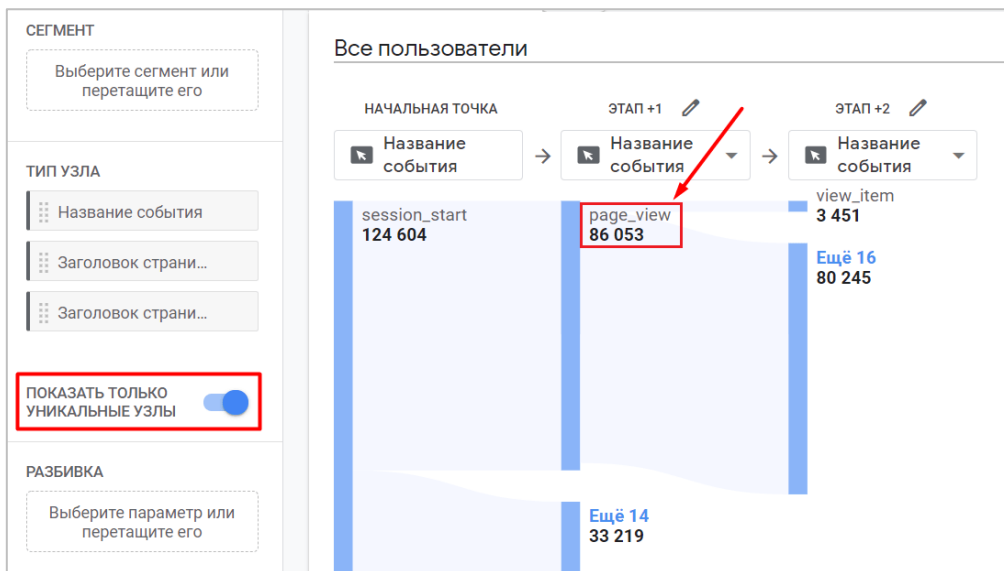 СЕГМЕНТ
Выберите сегмент или
перетащите его
ТИП УЗЛА
Название события
Заголовок страни...
Заголовок страни...
ПОКАЗАТЬ ТОЛЬКО
УНИКАЛЬНЫЕ УЗЛЫ
РАЗБИВКА
Выберите параметр или
перетащите его
Все пользователи
НАЧАЛЬНАЯ ТОЧКА
Название
события
session_start
124 604
ЭТАП +1
Название
события
page_view
86 053
Ещё 14
33 219
ЭТАП +2
Название
события
view_item
3 451
Ещё 16
80 245